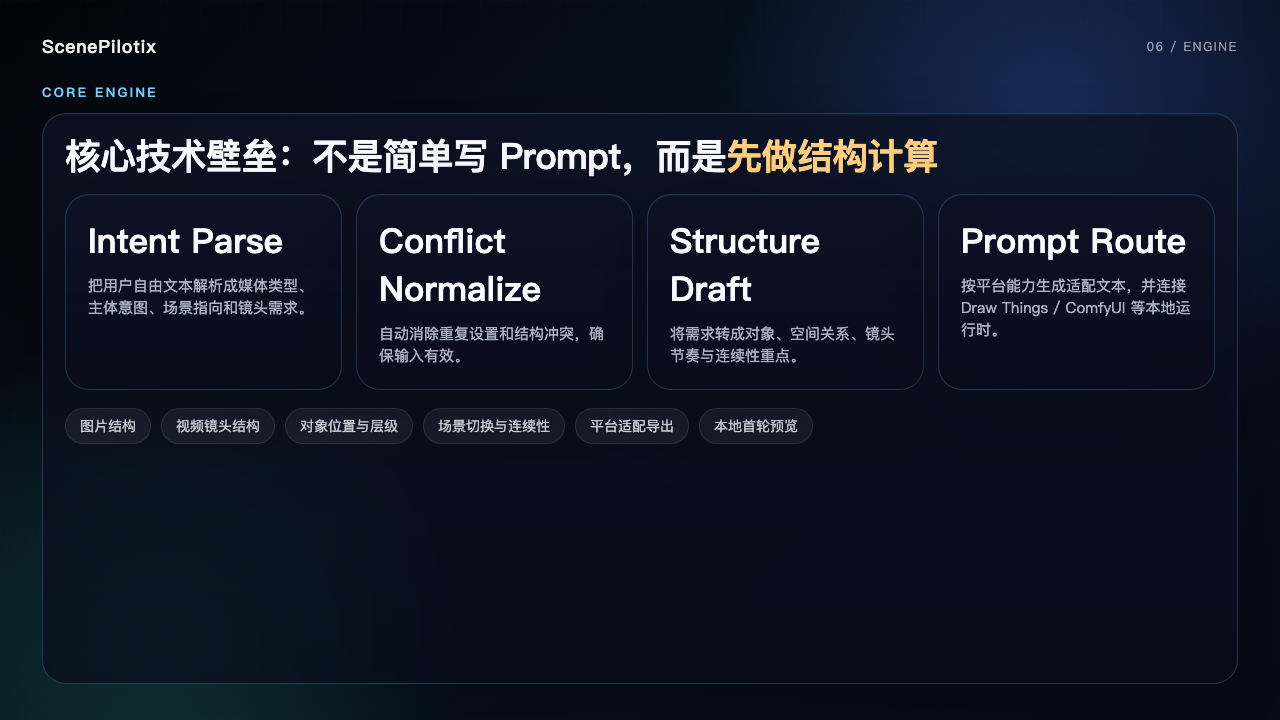 ScenePilotix
06 / ENGINE
CORE ENGINE
核心技术壁垒：不是简单写 Prompt，而是先做结构计算
Intent Parse
把用户自由文本解析成媒体类型、
主体意图、场景指向和镜头需求。
Conflict
Normalize
自动消除重复设置和结构冲突，确
保输入有效。
Structure
Draft
将需求转成对象、空间关系、镜头
节奏与连续性重点。
Prompt Route
按平台能力生成适配文本，并连接
Draw Things / ComfyUI 等本地运
行时。
图片结构
视频镜头结构
对象位置与层级
场景切换与连续性
平台适配导出
本地首轮预览